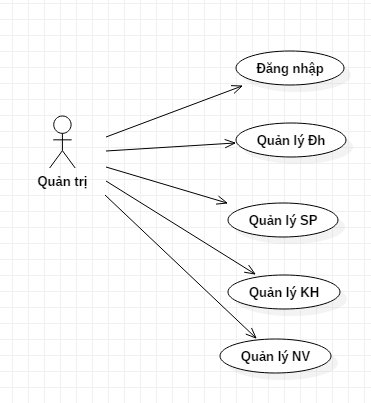 Đăng nhập
Quản lý Đh
Quản trị
Quản lý SP
Quản lý KH
Quản lý NV